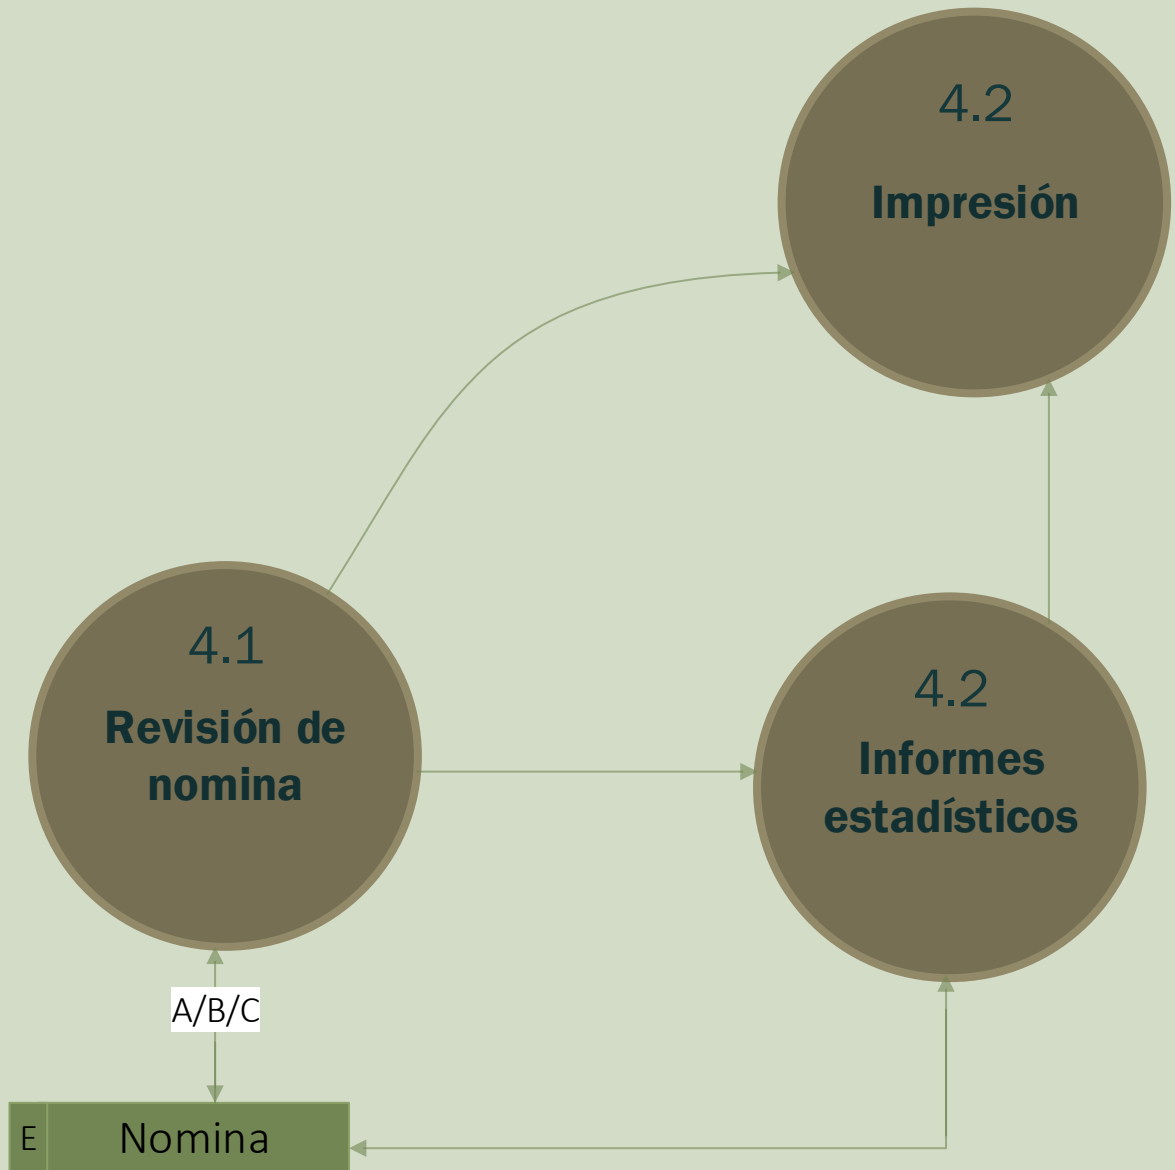 4.2
Impresión
4.1
Revisión de
nomina
4.2
Informes
estadísticos
A/B/C
E
Nomina